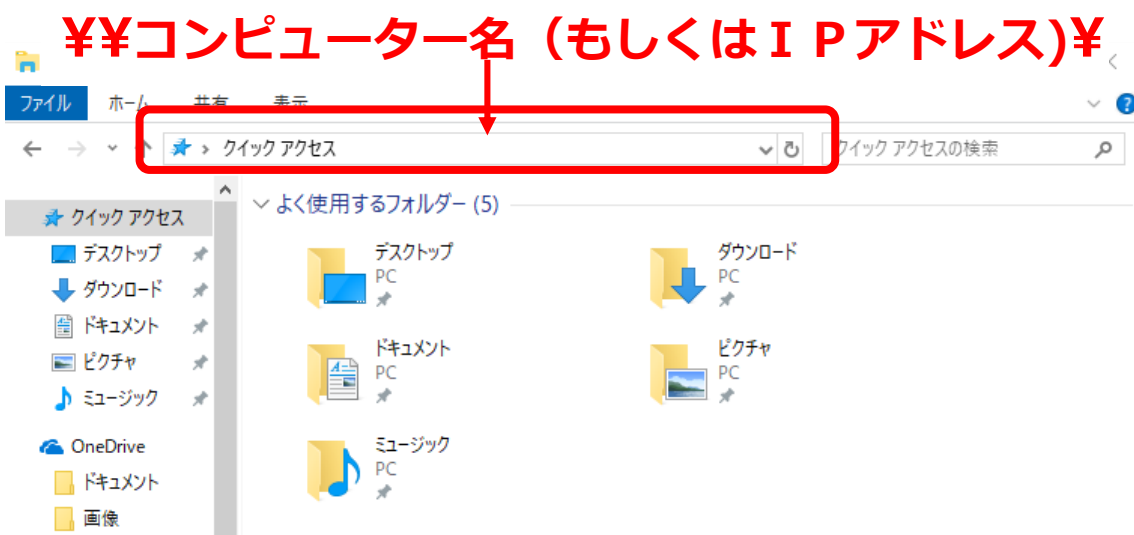 ¥¥コンピューター名（もしくはＩＰアドレス)¥
ファイル ホーム 共有 表示
クイック アクセス
クイック アクセスの検索
クイック アクセス
デスクトップ
ダウンロード
ドキュメント
ピクチャ
ミュージック
OneDrive
ドキュメント
画像
よく使用するフォルダー (5)
デスクトップ
PC
ダウンロード
PC
ドキュメント
PC
ピクチャ
PC
ミュージック
PC